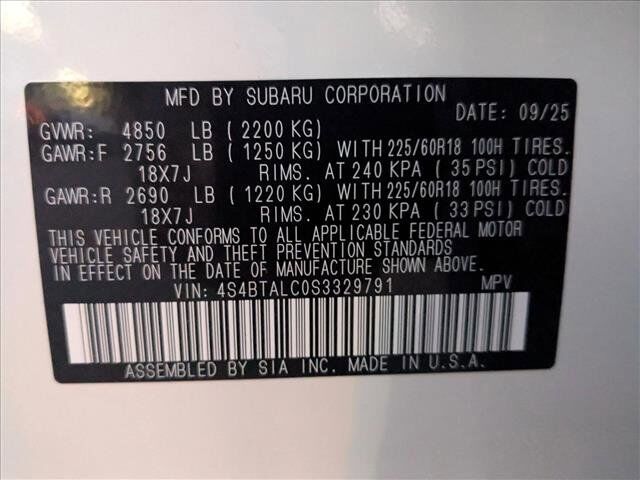 MFD BY SUBARU CORPORATION
DATE: 09/25
GVWR: 4850 LB (2200 KG)
GAWR:F 2756 LB (1250 KG) WITH 225/60R18 100H TIRES.
18X7J RIMS. AT 240 KPA (35 PSI) COLD
GAWR:R 2690 LB (1220 KG) WITH 225/60R18 100H TIRES.
18X7J RIMS. AT 230 KPA (33 PSI) COLD
THIS VEHICLE CONFORMS TO ALL APPLICABLE FEDERAL MOTOR
VEHICLE SAFETY AND THEFT PREVENTION STANDARDS
IN EFFECT ON THE DATE OF MANUFACTURE SHOWN ABOVE.
VIN: 4S4BTALC0S3329791 MPV
ASSEMBLED BY SIA INC. MADE IN U.S.A.